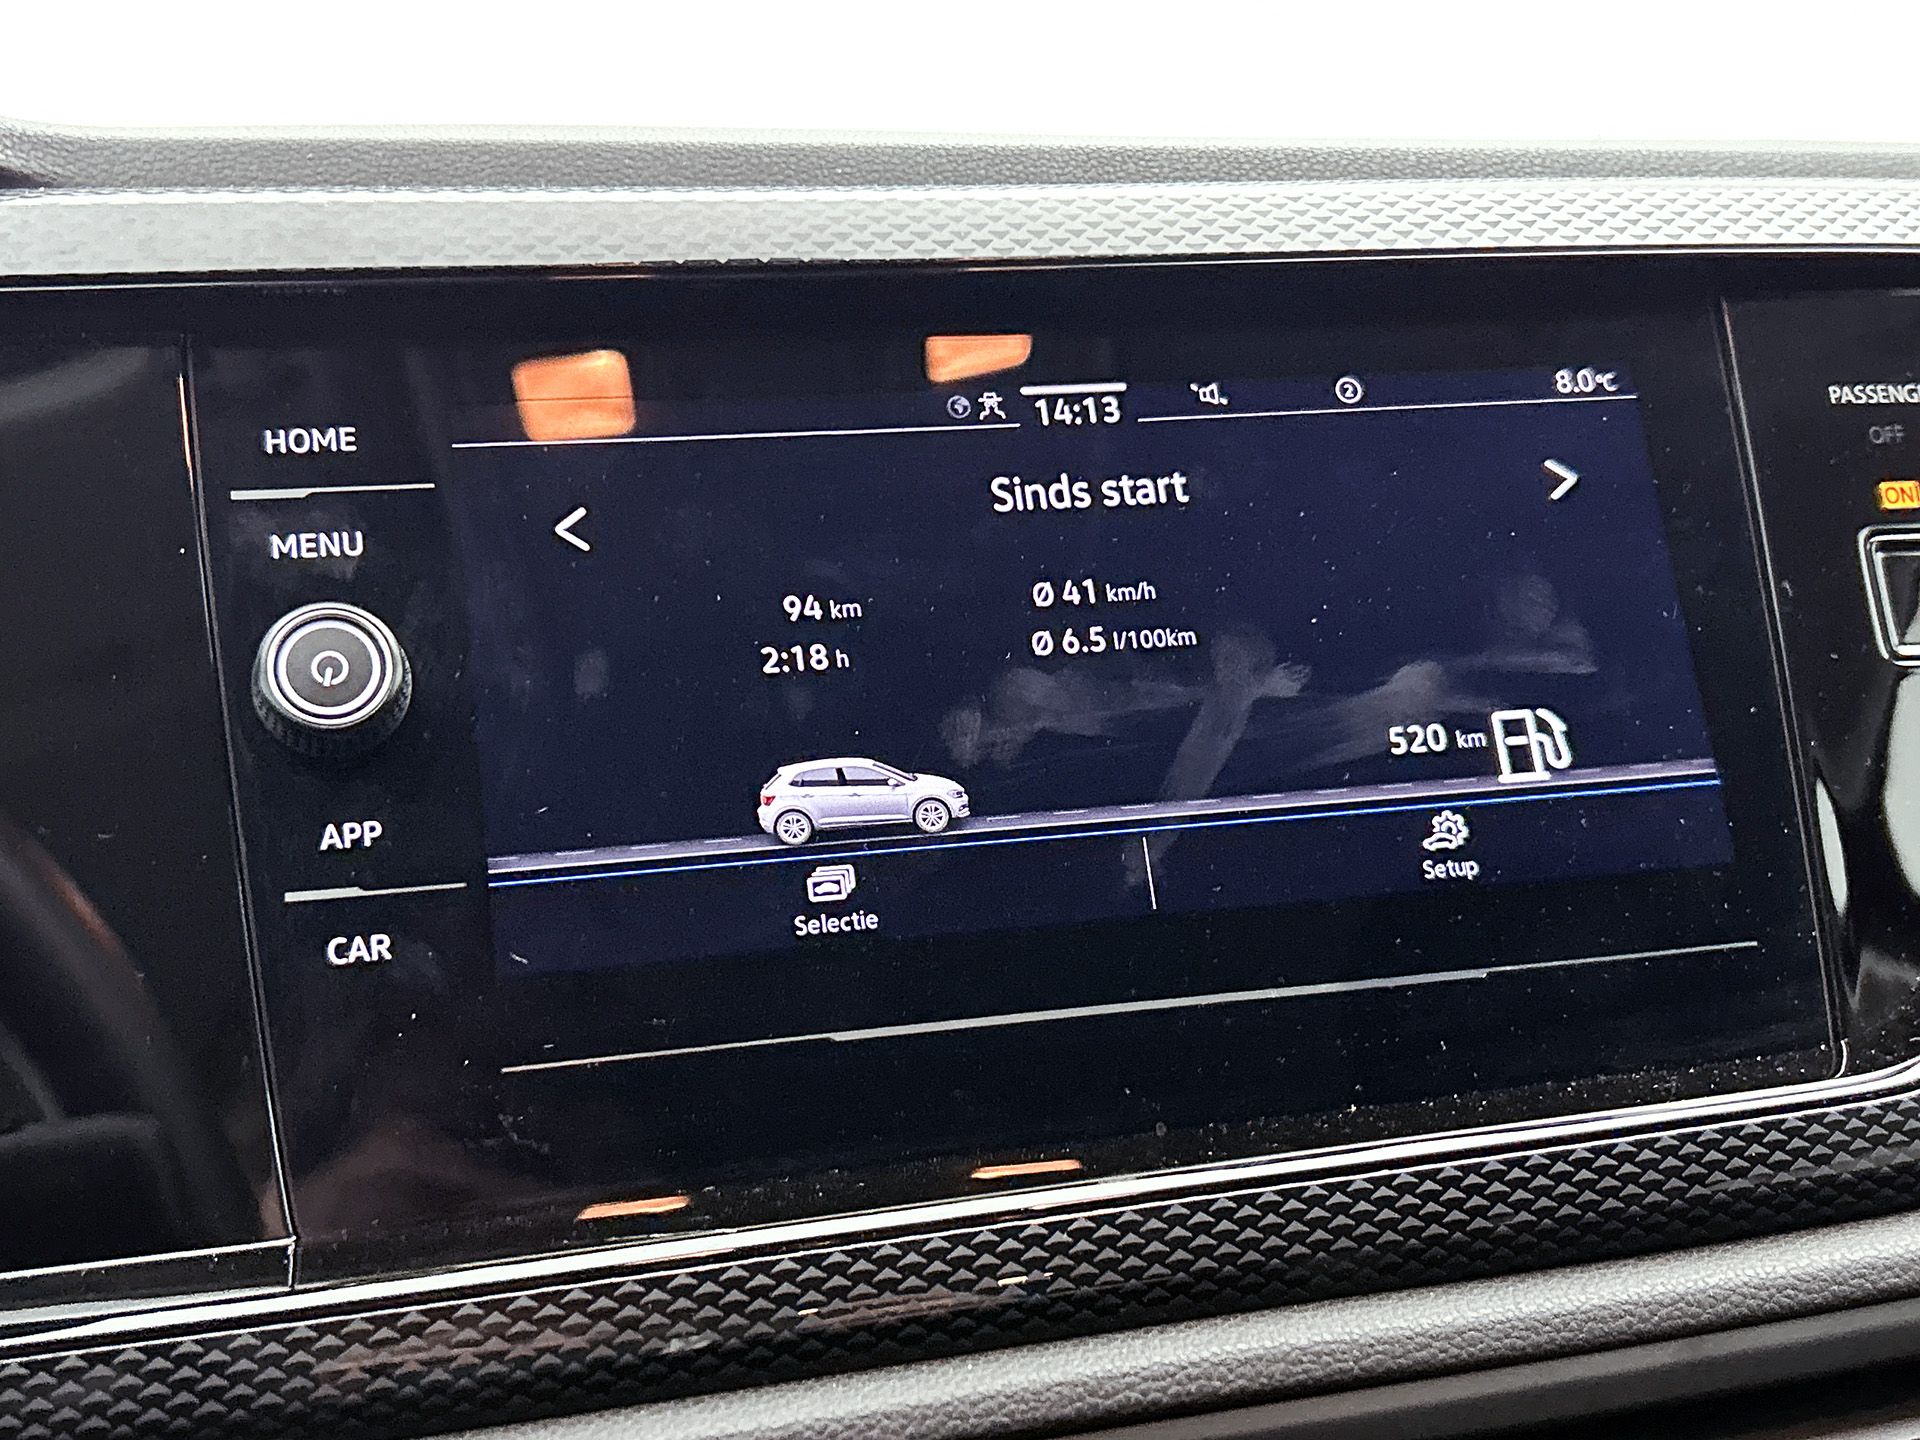 HOME
MENU
APP
CAR
14:13
2
8.0°C
Sinds start
94 km
2:18 h
Ø 41 km/h
Ø 6.5 l/100km
520 km
Selectie
Setup
OFF
ON